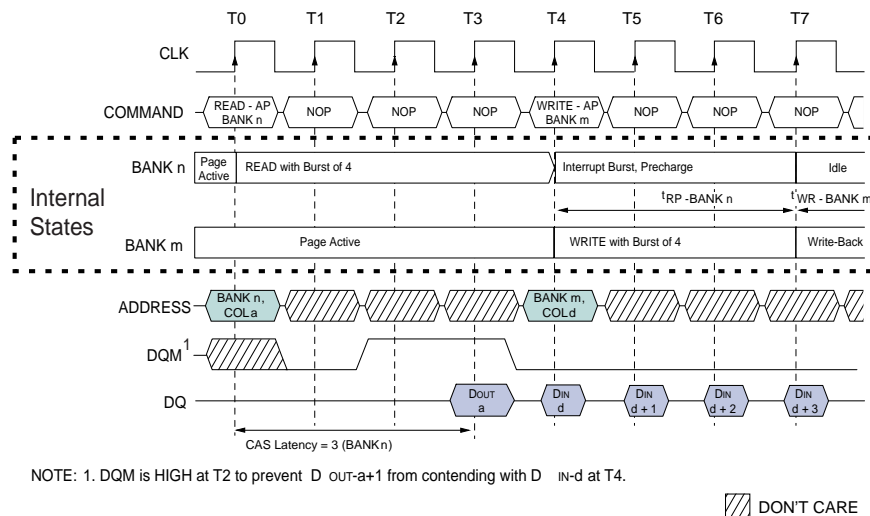 T0 T1 T2 T3 T4 T5 T6 T7
CLK
COMMAND READ - AP BANK n NOP NOP NOP WRITE - AP BANK m NOP NOP NOP
Internal States
BANK n Page Active READ with Burst of 4 Interrupt Burst, Precharge Idle
tRP -BANK n tWR - BANK m
BANK m Page Active WRITE with Burst of 4 Write-Back
ADDRESS BANK n, COL a BANK m, COL d
DQM1
DQ DOUT a DIN d DIN d + 1 DIN d + 2 DIN d + 3
CAS Latency = 3 (BANK n)
NOTE: 1. DQM is HIGH at T2 to prevent D OUT-a+1 from contending with D IN-d at T4.
DON'T CARE